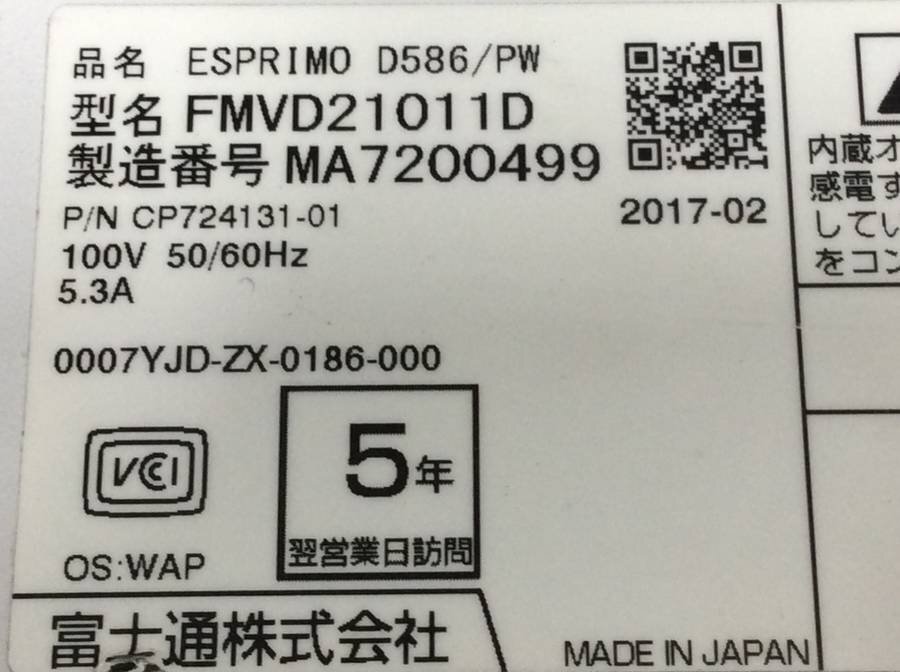 品名 ESPRIMO D586/PW
型名 FMVD21011D
製造番号 MA7200499
P/N CP724131-01
2017-02
100V 50/60Hz
5.3A
0007YJD-ZX-0186-000
VCCI
5年
翌営業日訪問
OS:WAP
富士通株式会社
MADE IN JAPAN
内蔵オ
感電す
してい
をコン